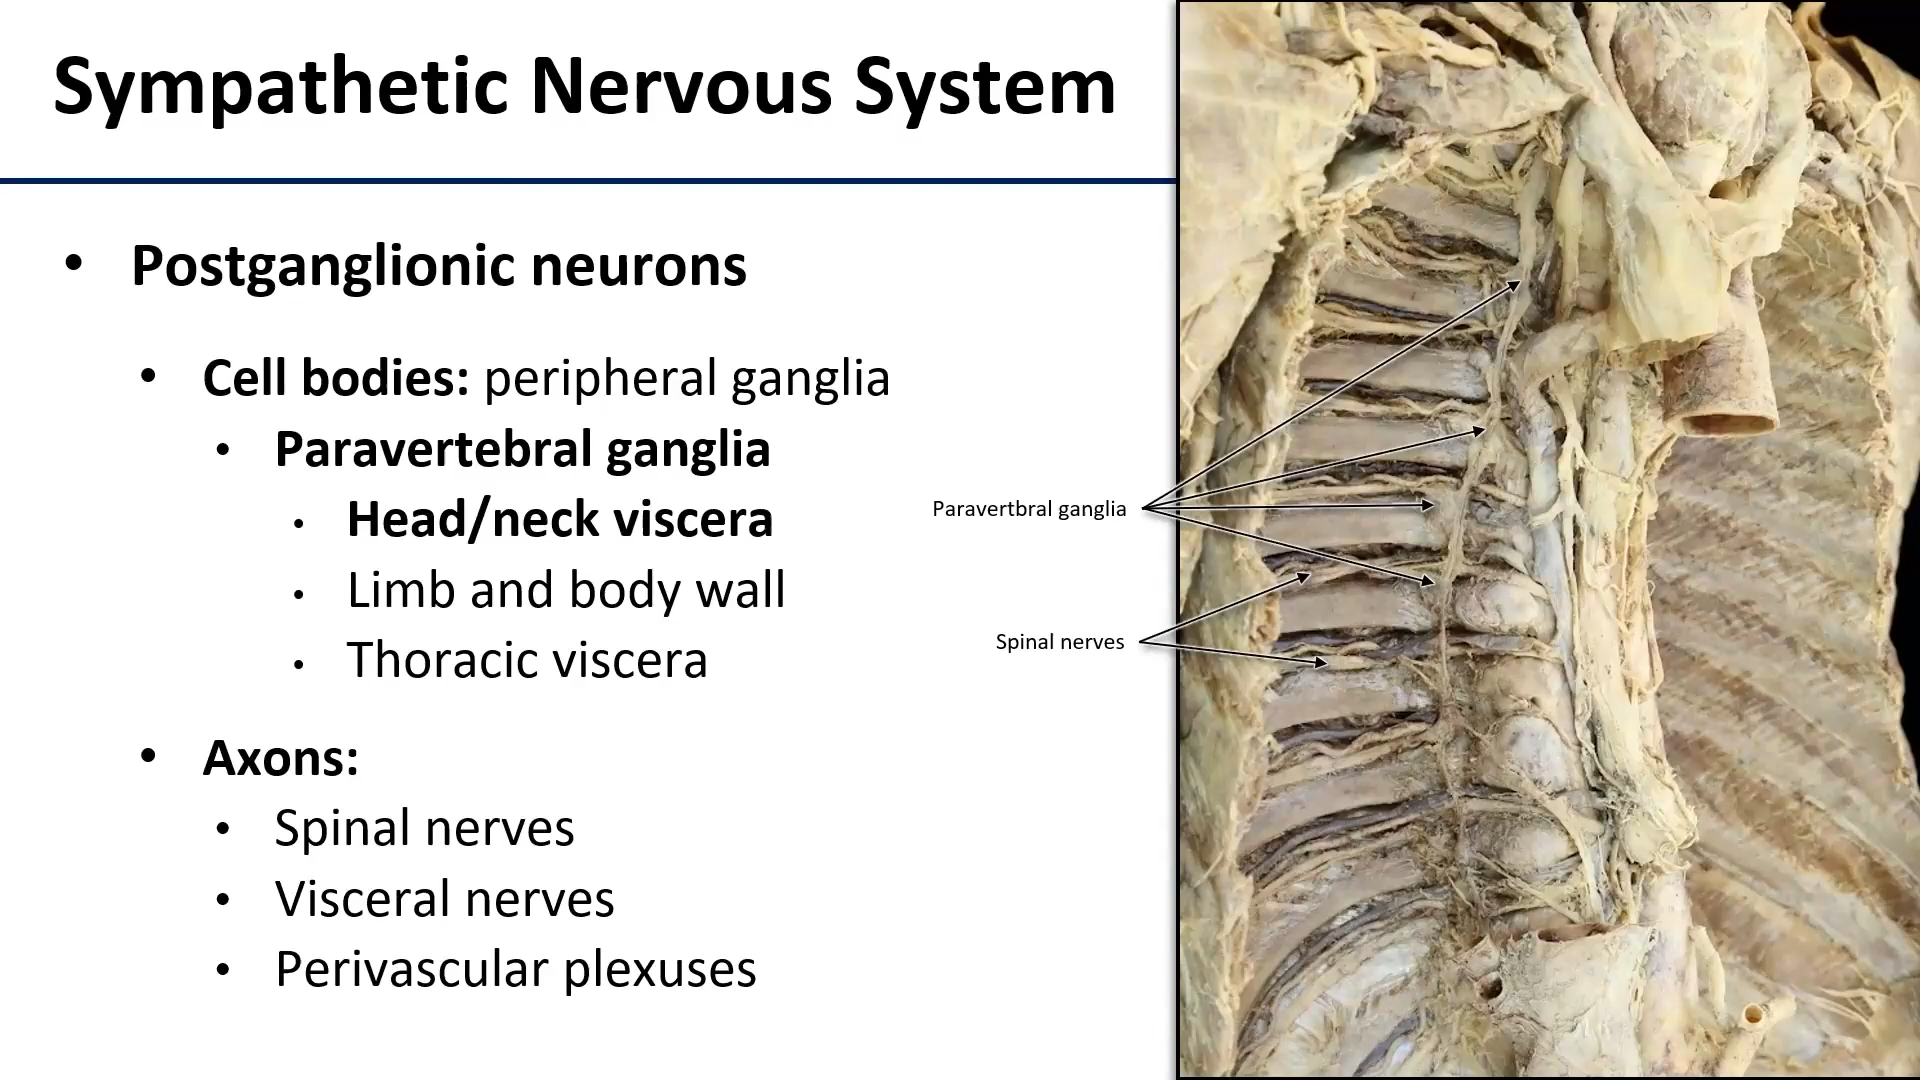 Sympathetic Nervous System
• Postganglionic neurons
• Cell bodies: peripheral ganglia
• Paravertebral ganglia
• Head/neck viscera
• Limb and body wall
• Thoracic viscera
• Axons:
• Spinal nerves
• Visceral nerves
• Perivascular plexuses
Paravertbral ganglia
Spinal nerves